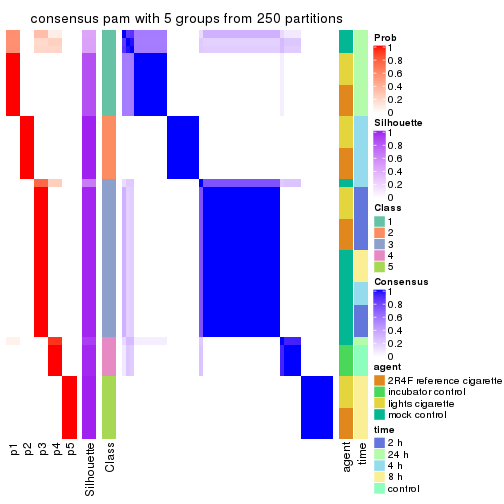 consensus pam with 5 groups from 250 partitions
Prob
1
0.8
0.6
0.4
0.2
0
Silhouette
1
0.8
0.6
0.4
0.2
0
Class
1
2
3
4
5
Consensus
1
0.8
0.6
0.4
0.2
0
agent
2R4F reference cigarette
incubator control
lights cigarette
mock control
time
2 h
24 h
4 h
8 h
control
p1
p2
p3
p4
p5
Silhouette
Class
agent
time